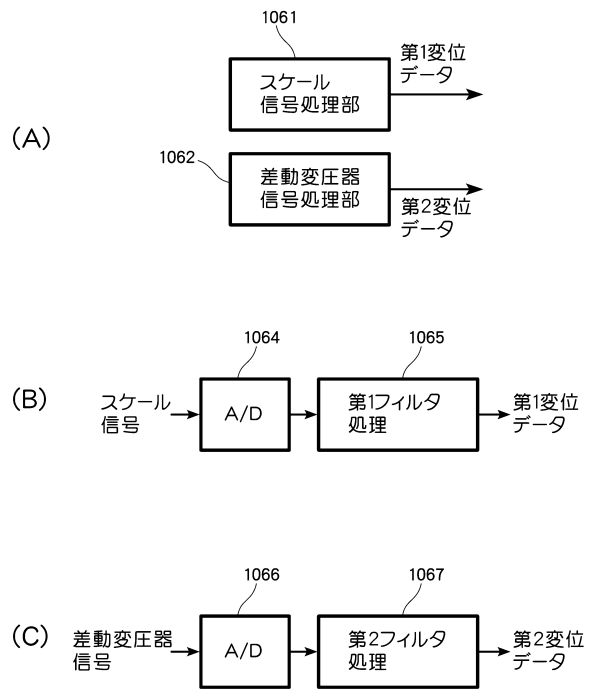 1061
第1変位
データ
スケール
信号処理部
(A)
1062
差動変圧器
信号処理部
第2変位
データ
1064
1065
(B)
スケール
信号
A/D
第1フィルタ
処理
第1変位
データ
1066
1067
(C)
差動変圧器
信号
A/D
第2フィルタ
処理
第2変位
データ